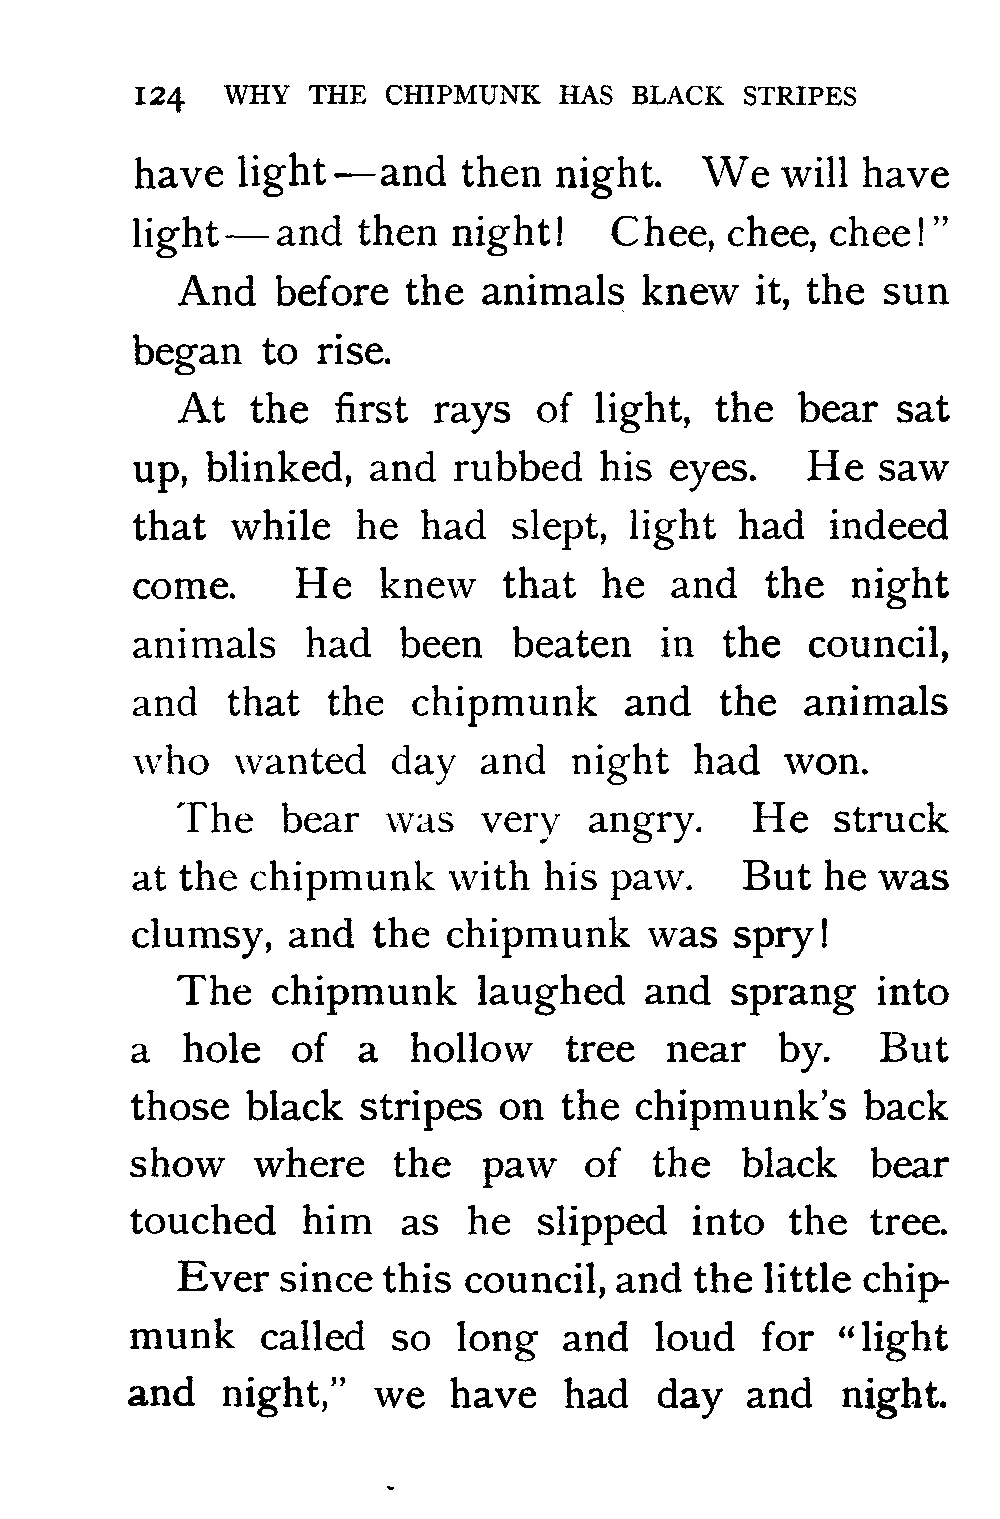 124 WHY THE CHIPMUNK HAS BLACK STRIPES
have light—and then night. We will have
light—and then night! Chee, chee, chee!”
And before the animals knew it, the sun
began to rise.
At the first rays of light, the bear sat
up, blinked, and rubbed his eyes. He saw
that while he had slept, light had indeed
come. He knew that he and the night
animals had been beaten in the council,
and that the chipmunk and the animals
who wanted day and night had won.
The bear was very angry. He struck
at the chipmunk with his paw. But he was
clumsy, and the chipmunk was spry!
The chipmunk laughed and sprang into
a hole of a hollow tree near by. But
those black stripes on the chipmunk’s back
show where the paw of the black bear
touched him as he slipped into the tree.
Ever since this council, and the little chip-
munk called so long and loud for “light
and night,” we have had day and night.